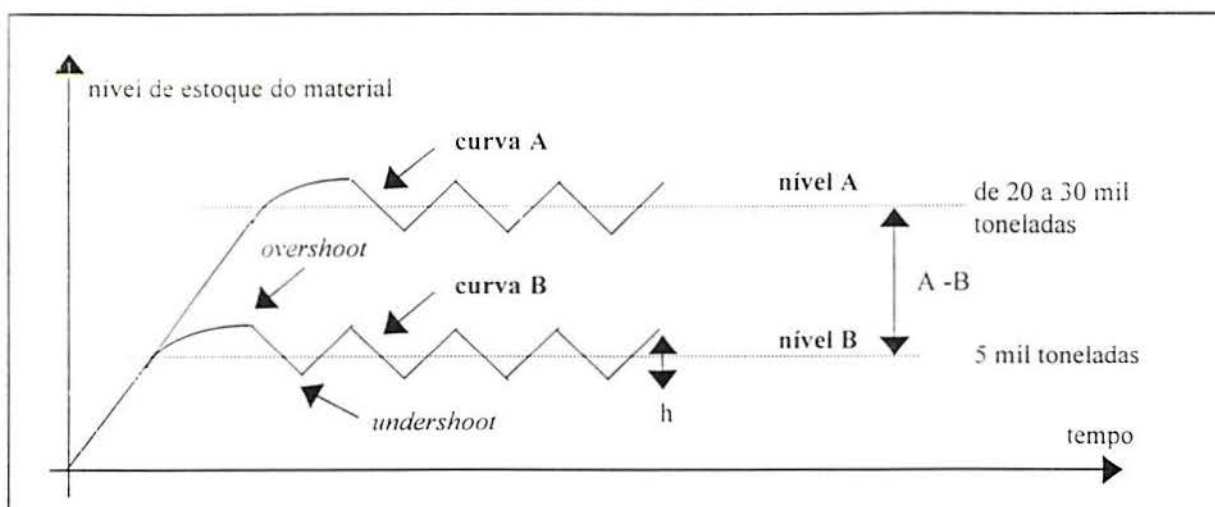 nível de estoque do material
curva A
nível A
de 20 a 30 mil
toneladas
overshoot
A -B
curva B
nível B
5 mil toneladas
undershoot
h
tempo